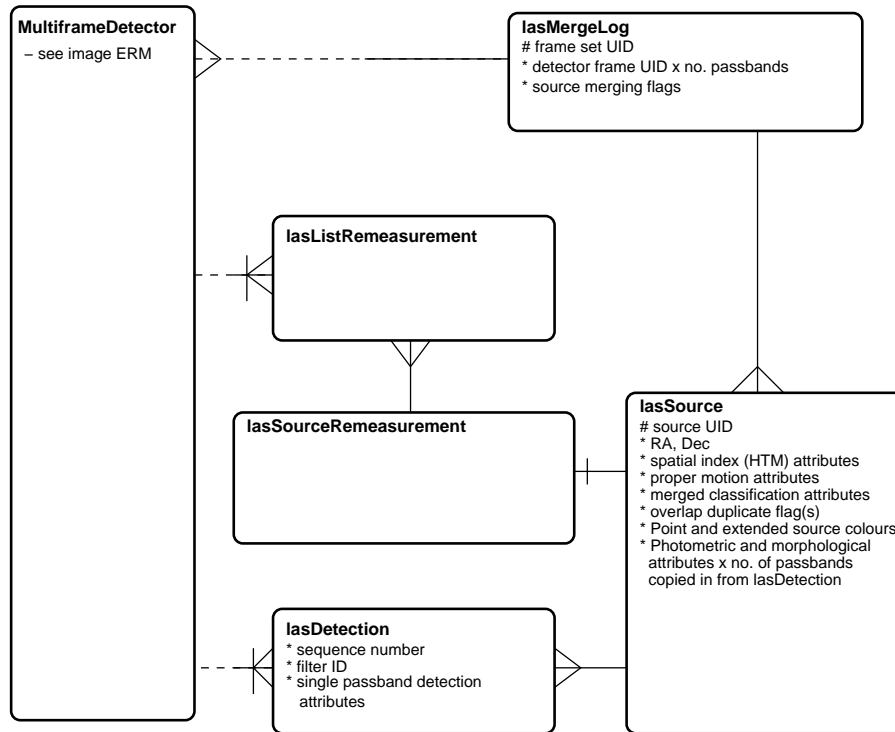 MultiframeDetector
– see image ERM
lasMergeLog
# frame set UID
* detector frame UID x no. passbands
* source merging flags
lasListRemeasurement
lasSourceRemeasurement
lasSource
# source UID
* RA, Dec
* spatial index (HTM) attributes
* proper motion attributes
* merged classification attributes
* overlap duplicate flag(s)
* Point and extended source colours
* Photometric and morphological
attributes x no. of passbands
copied in from lasDetection
lasDetection
* sequence number
* filter ID
* single passband detection
attributes